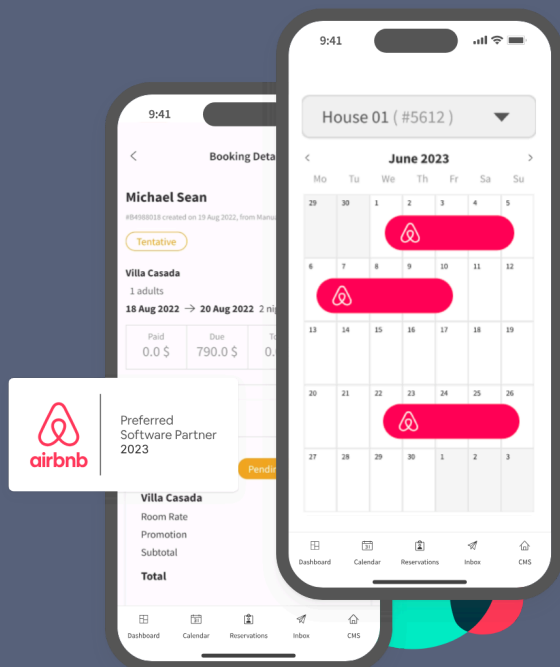 9:41
Booking Deta
Michael Sean
#B4988018 created on 19 Aug 2022, from Manu
Tentative
Villa Casada
1 adults
18 Aug 2022 → 20 Aug 2022 2 nig
Paid Due To
0.0 $ 790.0 $ 0.
airbnb
Preferred
Software Partner
2023
Pendin
Villa Casada
Room Rate
Promotion
Subtotal
Total
Dashboard Calendar Reservations Inbox CMS
9:41
House 01 ( #5612 )
June 2023
Mo Tu We Th Fr Sa Su
29 30 1 2 3 4 5
6 7 8 9 10 11 12
13 14 15 16 17 18 19
20 21 22 23 24 25 26
27 28 29 30 1 2 3
31
Dashboard Calendar Reservations Inbox CMS